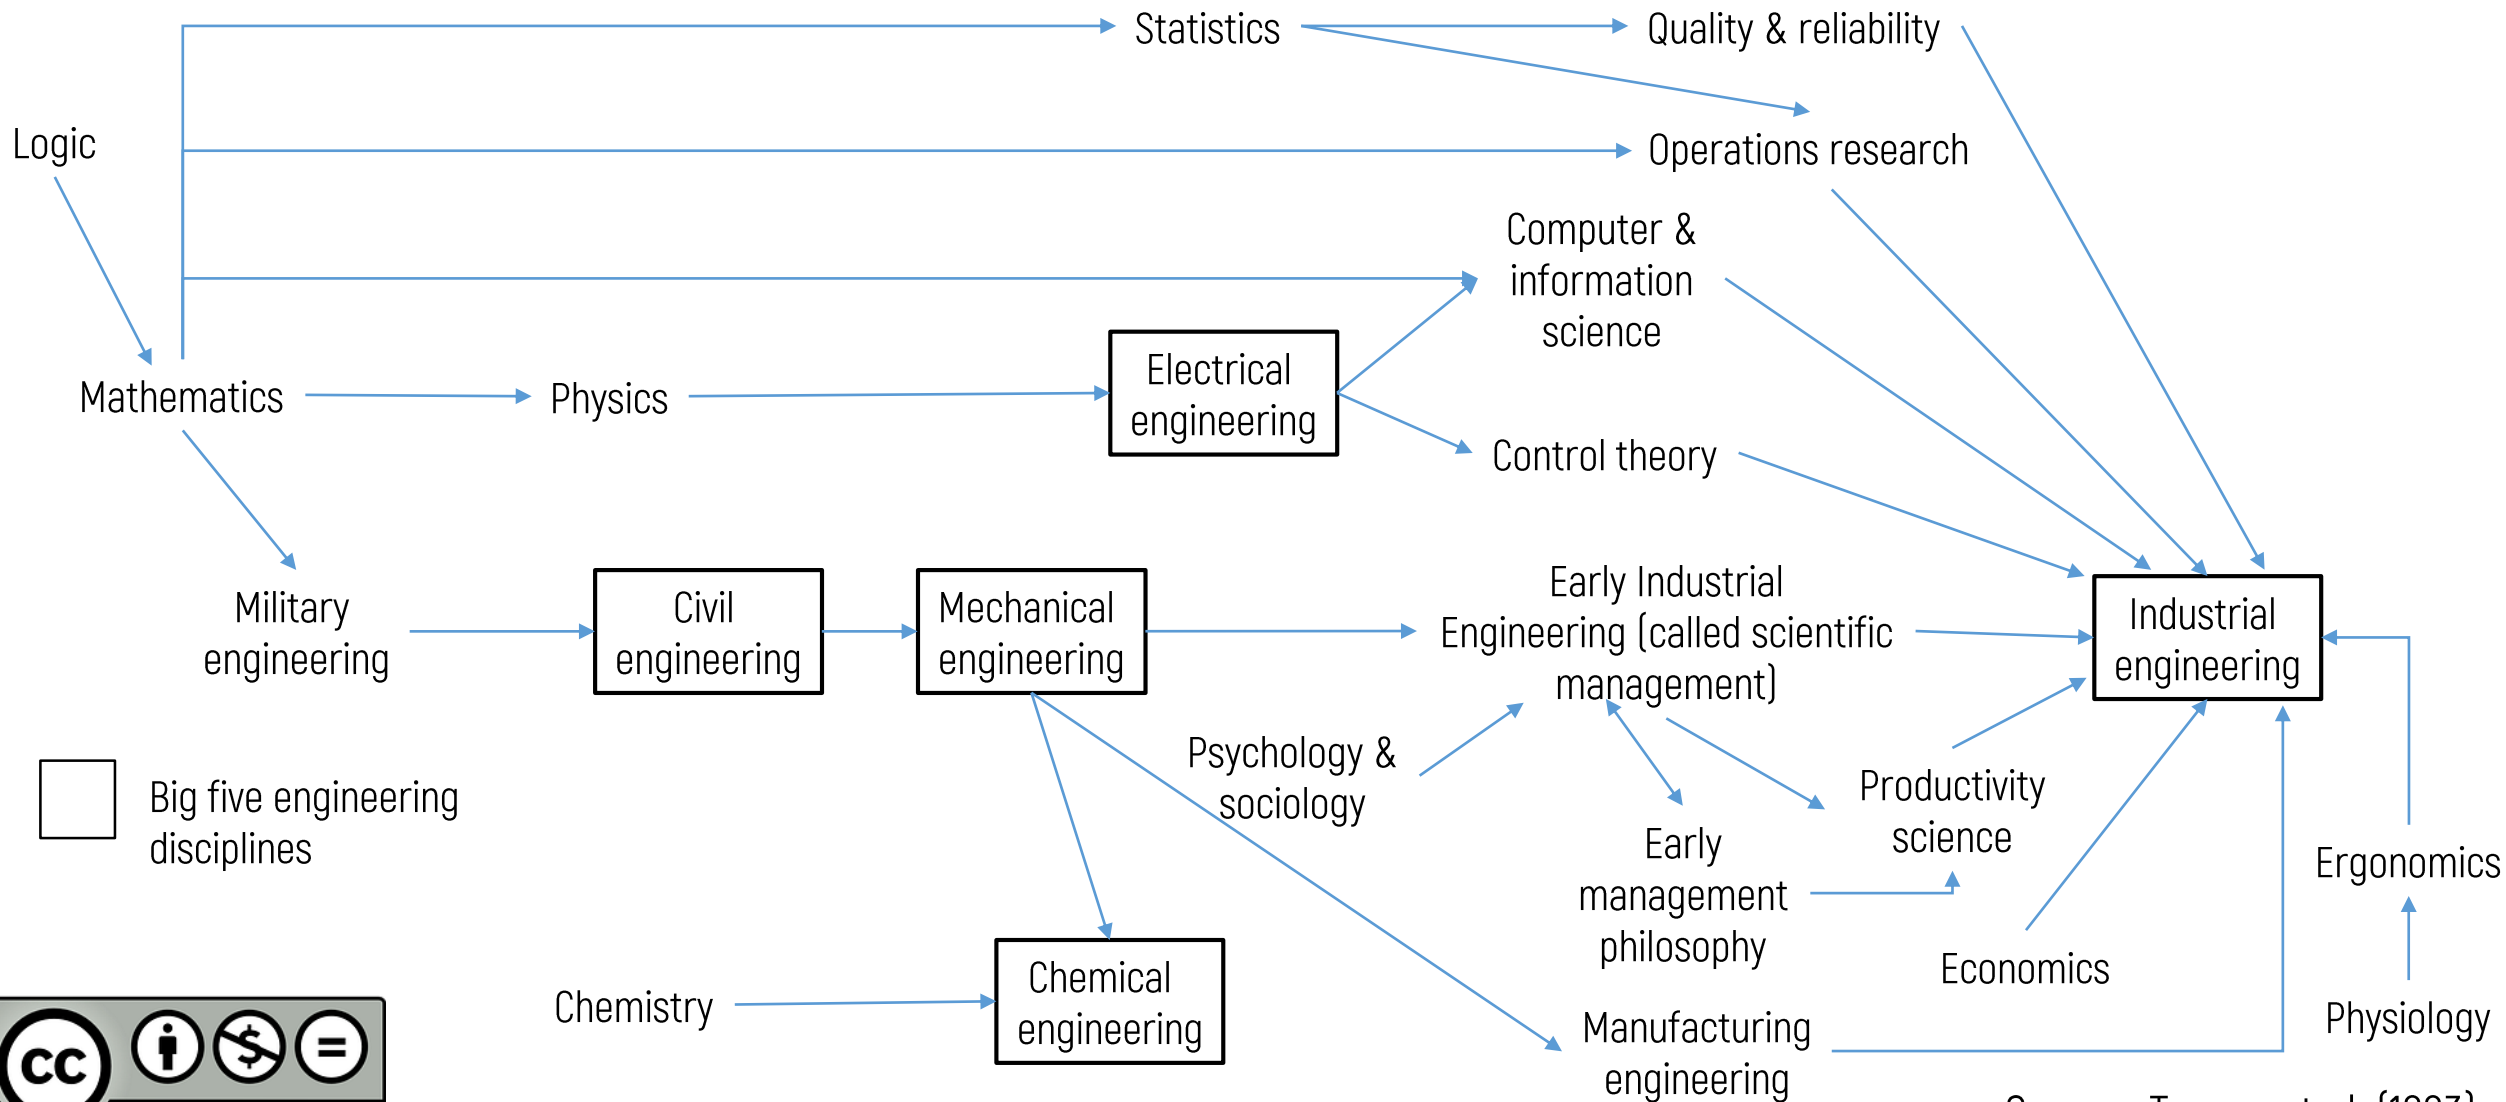 Statistics
Quality & reliability
Logic
Operations research
Computer &
information
science
Electrical
engineering
Mathematics
Physics
Control theory
Military
engineering
Civil
engineering
Mechanical
engineering
Early Industrial
Engineering (called scientific
management)
Industrial
engineering
Psychology &
sociology
Big five engineering
disciplines
Early
management
philosophy
Productivity
science
Ergonomics
Economics
Chemistry
Chemical
engineering
Manufacturing
engineering
Physiology
cc